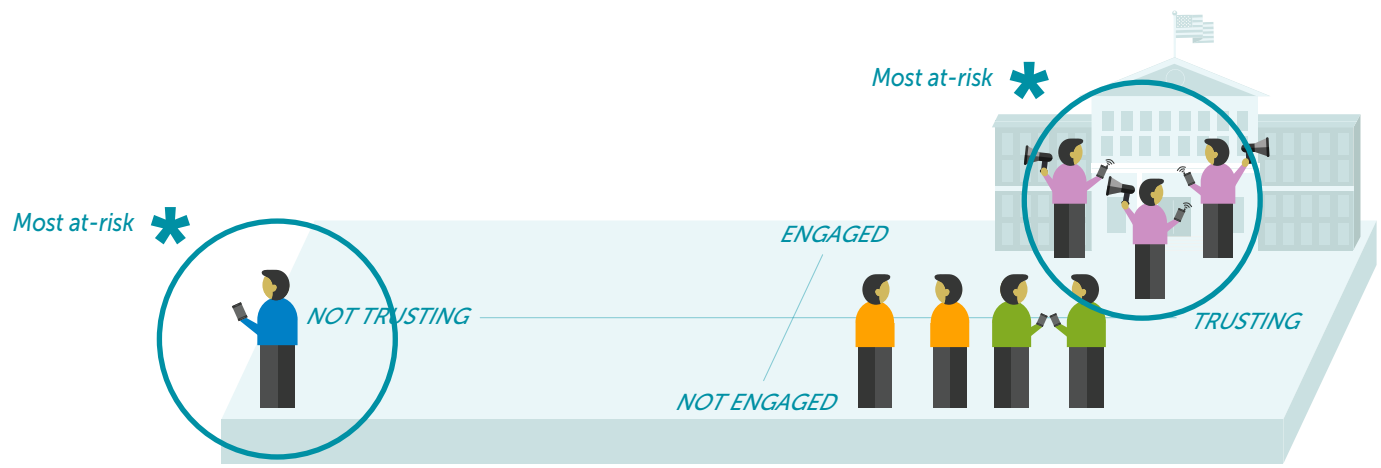 Most at-risk *
Most at-risk *
ENGAGED
NOT TRUSTING
TRUSTING
NOT ENGAGED